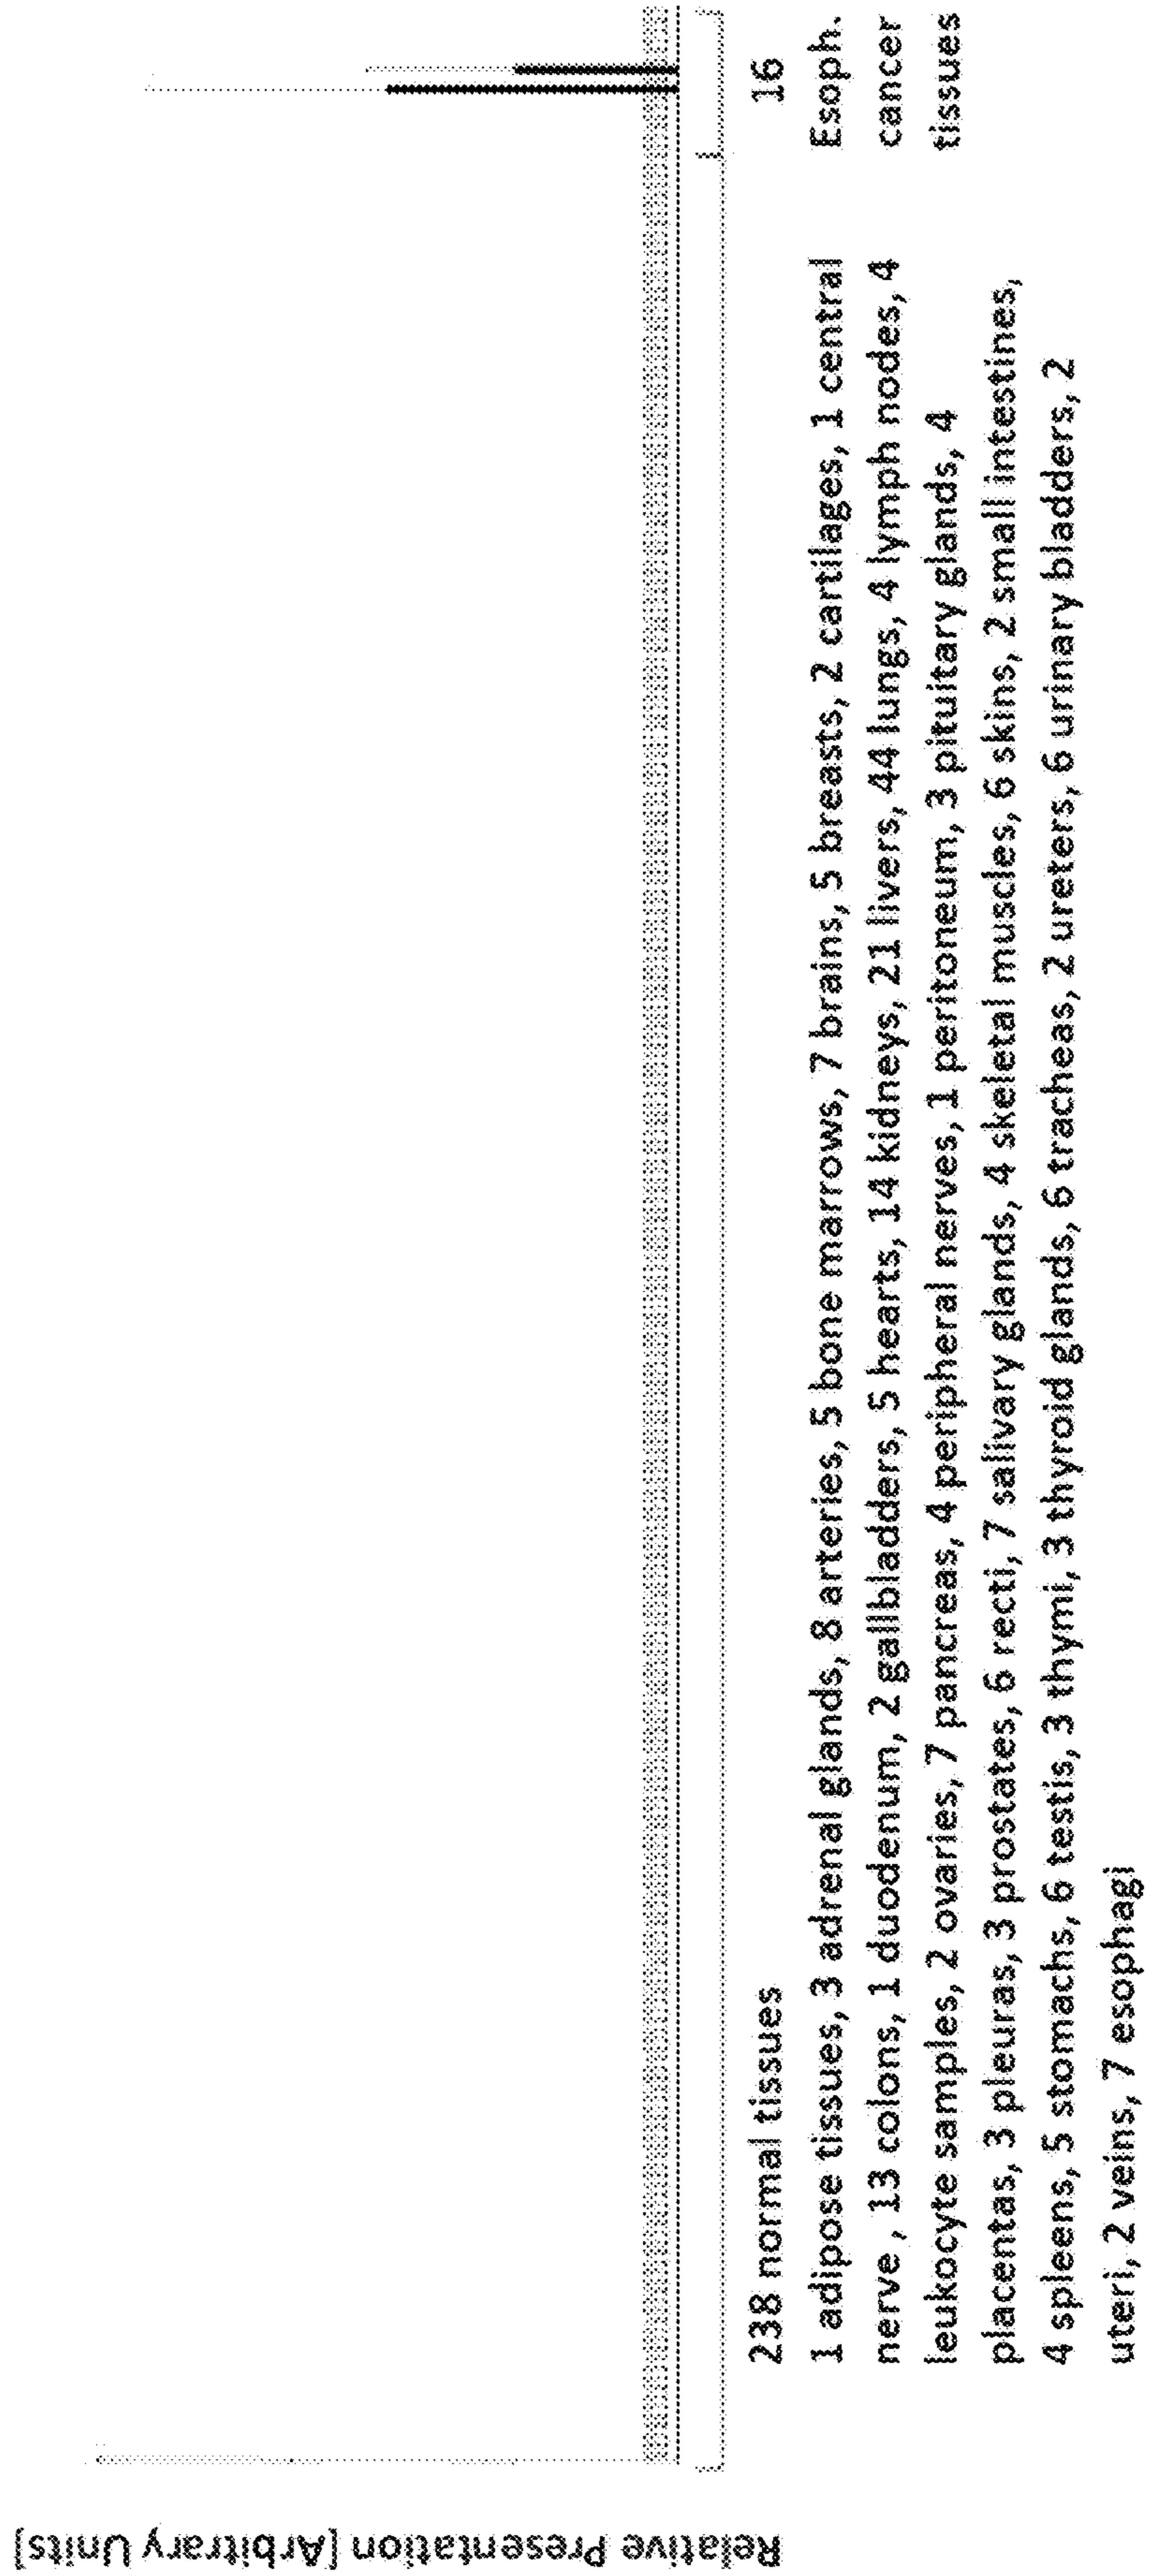 Relative Presentation [Arbitrary Units]
238 normal tissues
1 adipose tissues, 3 adrenal glands, 8 arteries, 5 bone marrows, 7 brains, 5 breasts, 2 cartilages, 1 central
nerve , 13 colons, 1 duodenum, 2 gallbladders, 5 hearts, 14 kidneys, 21 livers, 44 lungs, 4 lymph nodes, 4
leukocyte samples, 2 ovaries, 7 pancreas, 4 peripheral nerves, 1 peritoneum, 3 pituitary glands, 4
placentas, 3 pleuras, 3 prostates, 6 recti, 7 salivary glands, 4 skeletal muscles, 6 skins, 2 small intestines,
4 spleens, 5 stomachs, 6 testis, 3 thymi, 3 thyroid glands, 6 tracheas, 2 ureters, 6 urinary bladders, 2
uteri, 2 veins, 7 esophagi
16
Esoph.
cancer
tissues